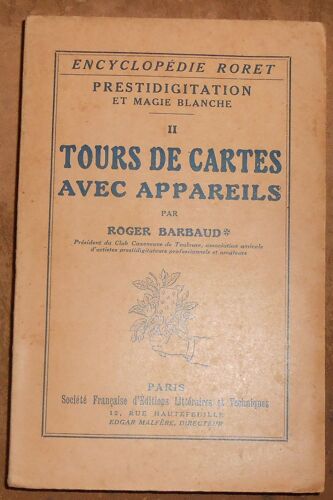 ENCYCLOPÉDIE RORET
PRESTIDIGITATION
ET MAGIE BLANCHE
II
TOURS DE CARTES
AVEC APPAREILS
PAR
ROGER BARBAUD*
Président du Club Cazeneuve de Toulouse, association amicale
d'artistes prestidigitateurs professionnels et amateurs
PARIS
Société Française d'Éditions Littéraires et Techniques
12, RUE HAUTEFEUILLE
EDGAR MALFÈRE, DIRECTEUR